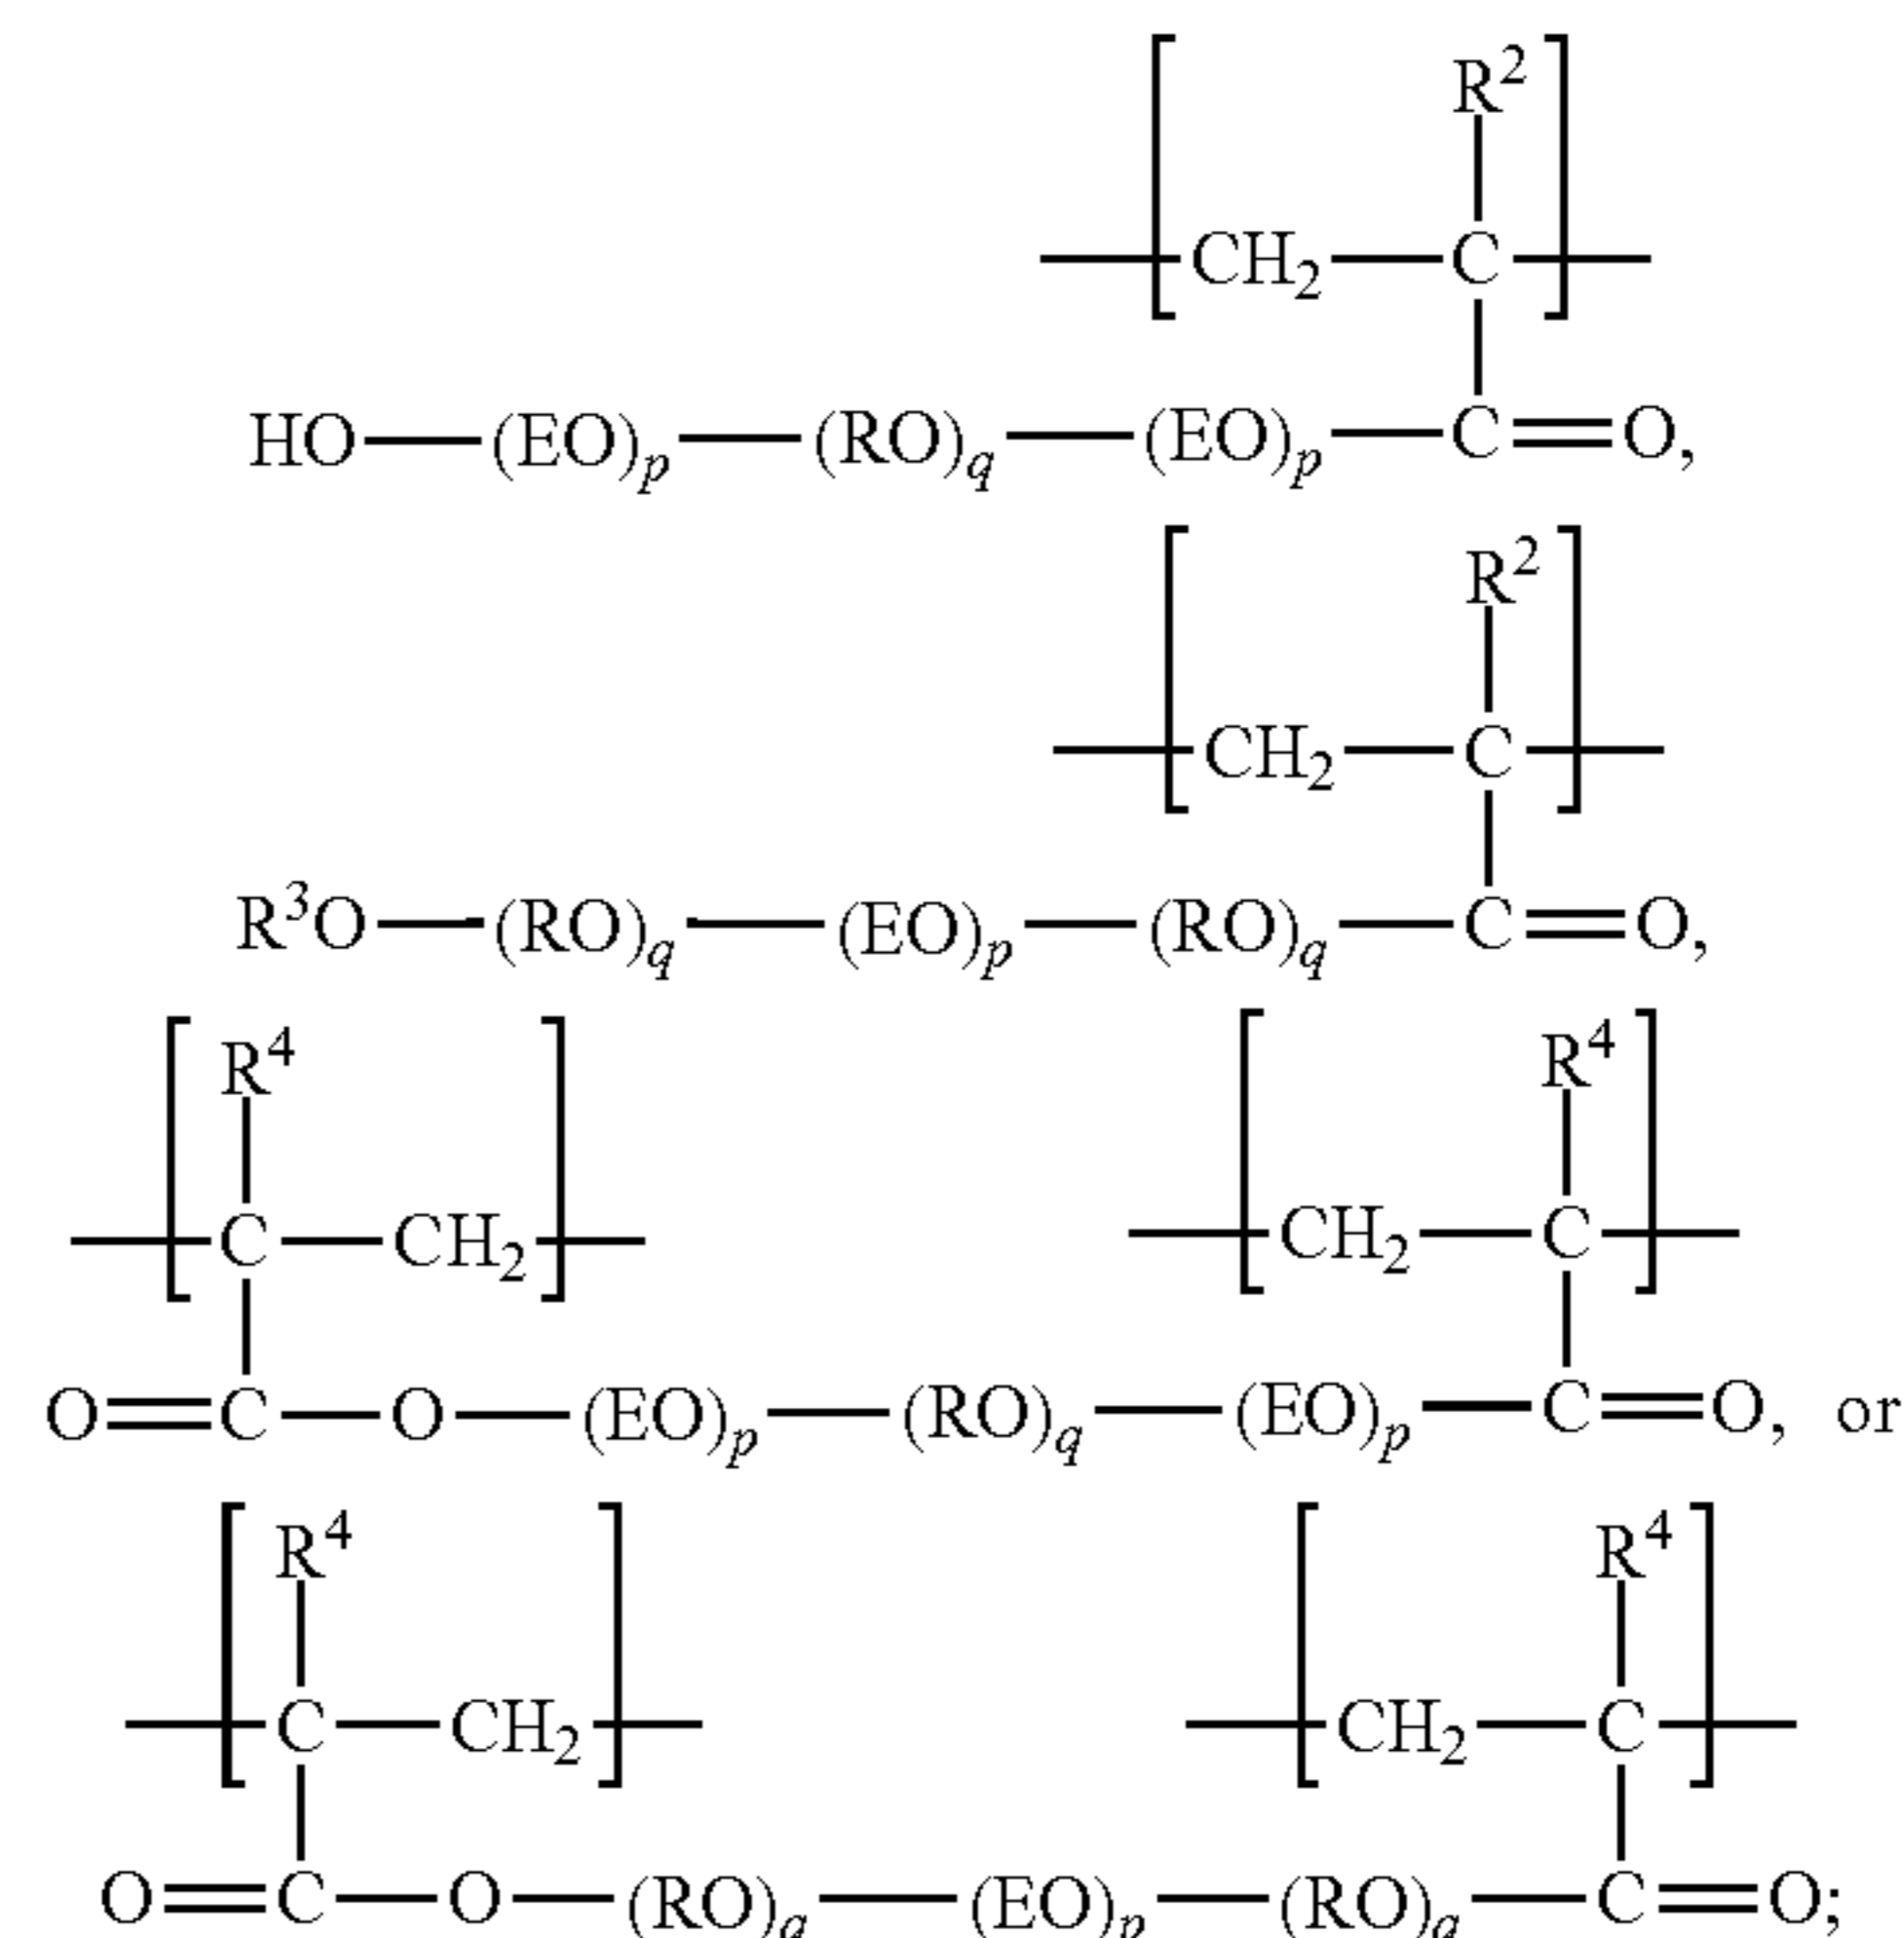 R²
CH₂—C
HO—(EO)ₚ—(RO)q—(EO)ₚ—C=O,
R²
CH₂—C
R³O—(RO)q—(EO)ₚ—(RO)q—C=O,
R⁴ R⁴
C—CH₂ CH₂—C
O=C—O—(EO)ₚ—(RO)q—(EO)ₚ—C=O, or
R⁴ R⁴
C—CH₂ CH₂—C
O=C—O—(RO)q—(EO)ₚ—(RO)q—C=O;